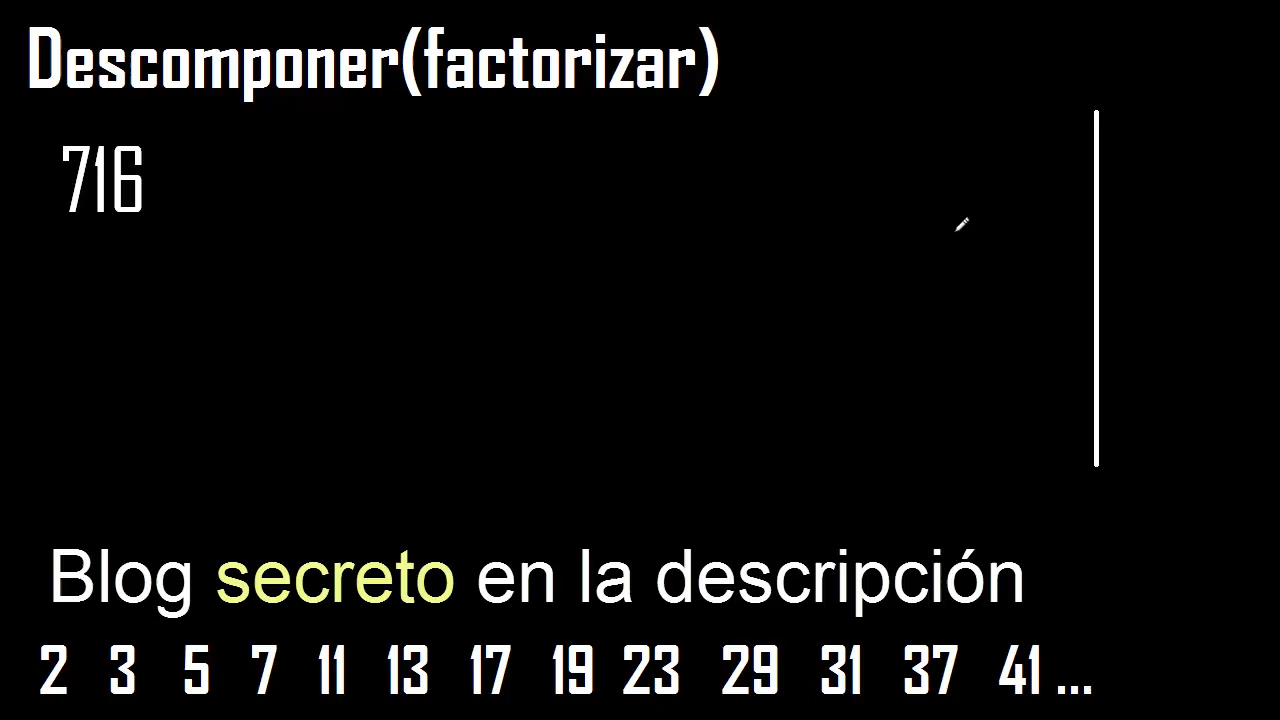 Descomponer(factorizar)
716
Blog secreto en la descripción
2 3 5 7 11 13 17 19 23 29 31 37 41 ...